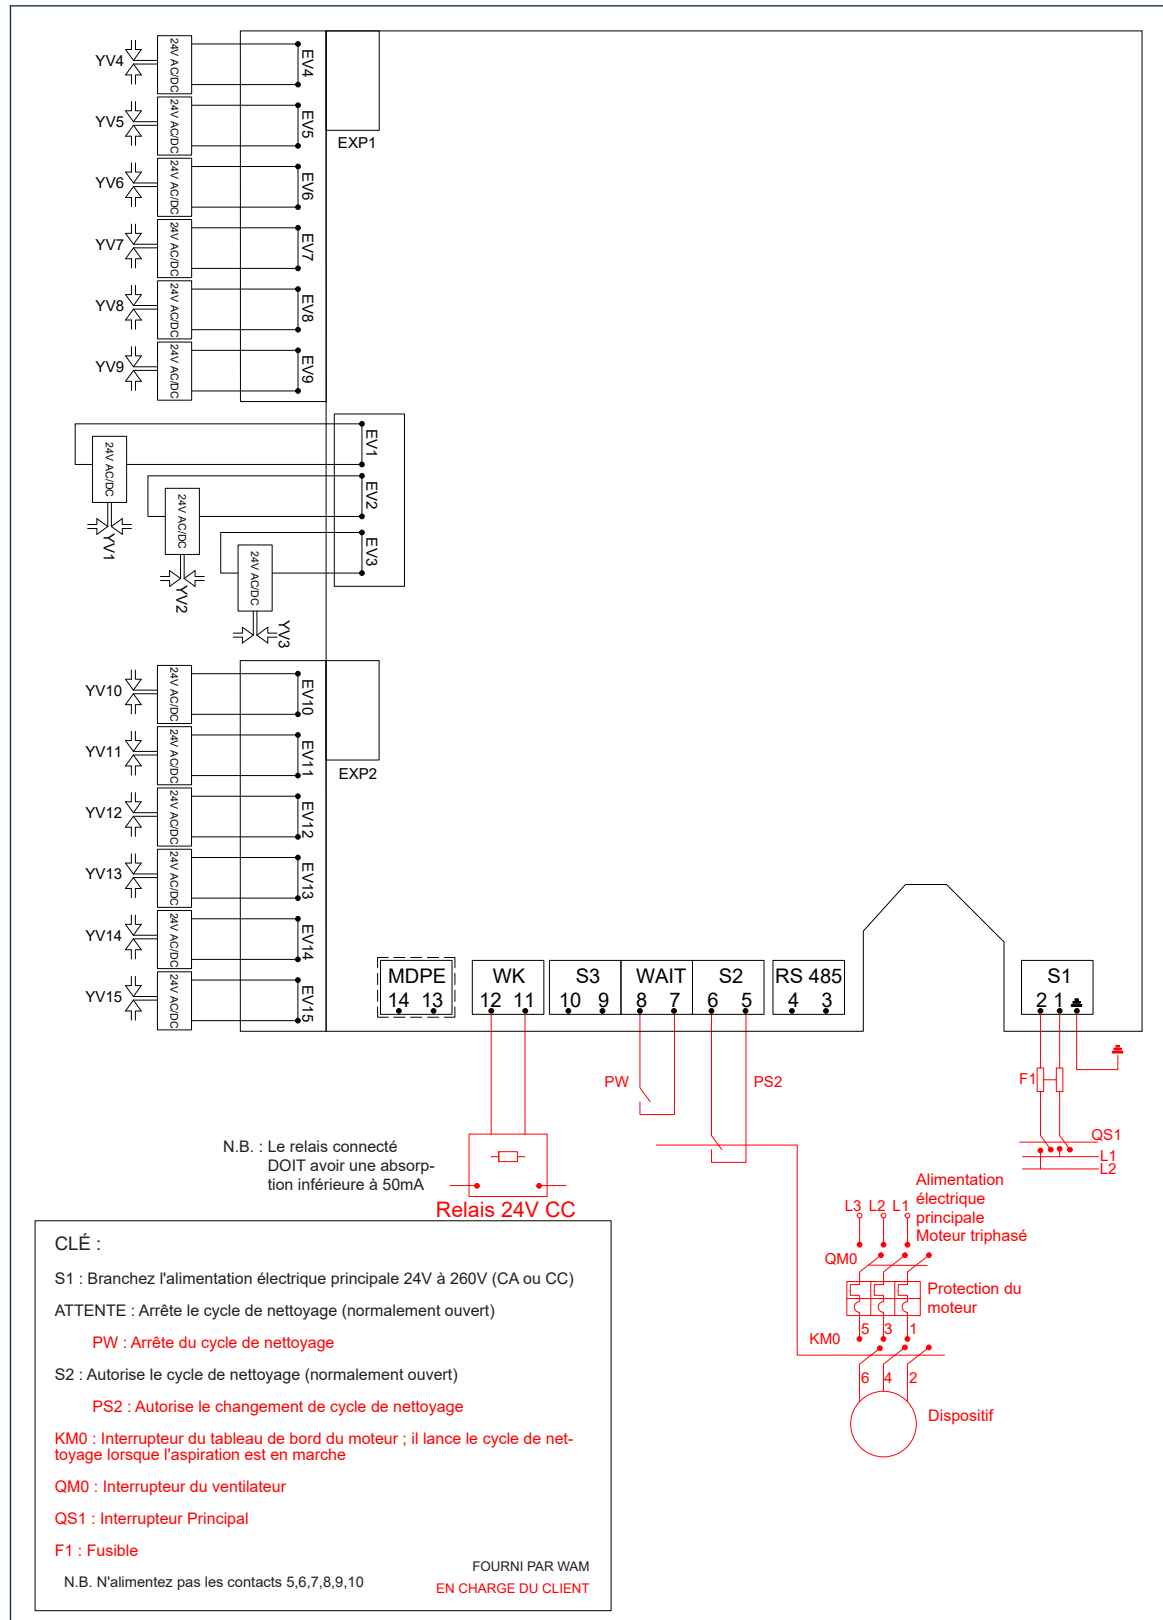 YV4
24V AC/DC
EV4
YV5
24V AC/DC
EV5
EXP1
YV6
24V AC/DC
EV6
YV7
24V AC/DC
EV7
YV8
24V AC/DC
EV8
YV9
24V AC/DC
EV9
EV1
24V AC/DC
YV1
EV2
24V AC/DC
YV2
EV3
24V AC/DC
YV3
YV10
24V AC/DC
EV10
YV11
24V AC/DC
EV11
EXP2
YV12
24V AC/DC
EV12
YV13
24V AC/DC
EV13
YV14
24V AC/DC
EV14
YV15
24V AC/DC
EV15
MDPE
14 13
WK
12 11
S3
10 9
WAIT
8 7
S2
6 5
RS 485
4 3
S1
2 1
PW
PS2
F1
QS1
L1
L2
N.B. : Le relais connecté
DOIT avoir une absorp-
tion inférieure à 50mA
Relais 24V CC
Alimentation
électrique
principale
Moteur triphasé
L3 L2 L1
QM0
Protection du
moteur
KM0
5 3 1
6 4 2
Dispositif
CLÉ :
S1 : Branchez l'alimentation électrique principale 24V à 260V (CA ou CC)
ATTENTE : Arrête le cycle de nettoyage (normalement ouvert)
PW : Arrête du cycle de nettoyage
S2 : Autorise le cycle de nettoyage (normalement ouvert)
PS2 : Autorise le changement de cycle de nettoyage
KM0 : Interrupteur du tableau de bord du moteur ; il lance le cycle de net-
toyage lorsque l'aspiration est en marche
QM0 : Interrupteur du ventilateur
QS1 : Interrupteur Principal
F1 : Fusible
N.B. N'alimentez pas les contacts 5,6,7,8,9,10
FOURNI PAR WAM
EN CHARGE DU CLIENT